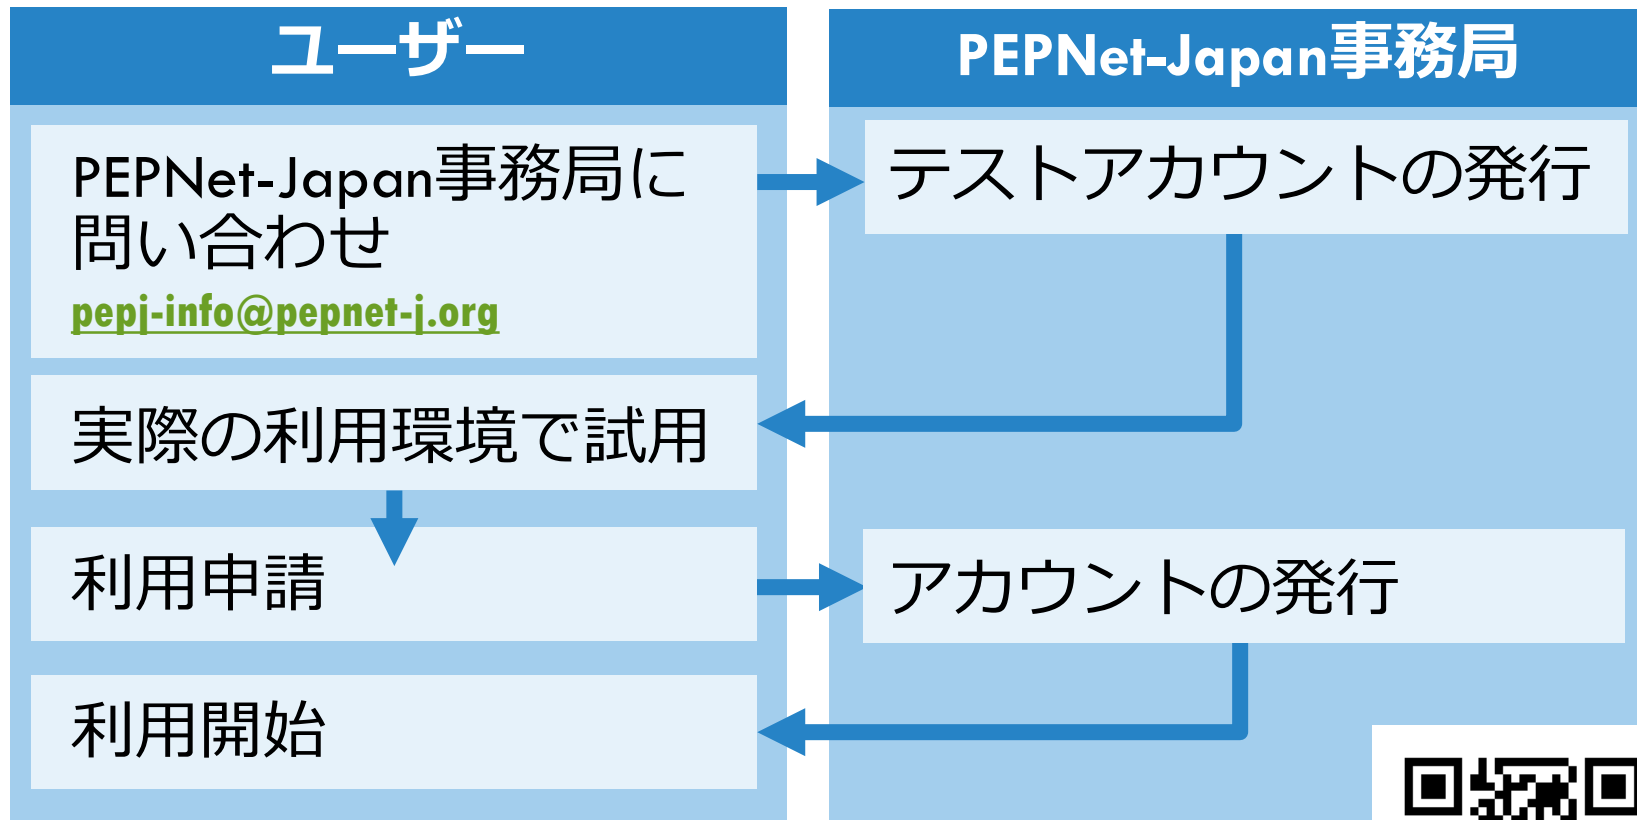 ユーザー
PEPNet-Japan事務局
PEPNet-Japan事務局に
問い合わせ
pepj-info@pepnet-j.org
テストアカウントの発行
実際の利用環境で試用
利用申請
アカウントの発行
利用開始